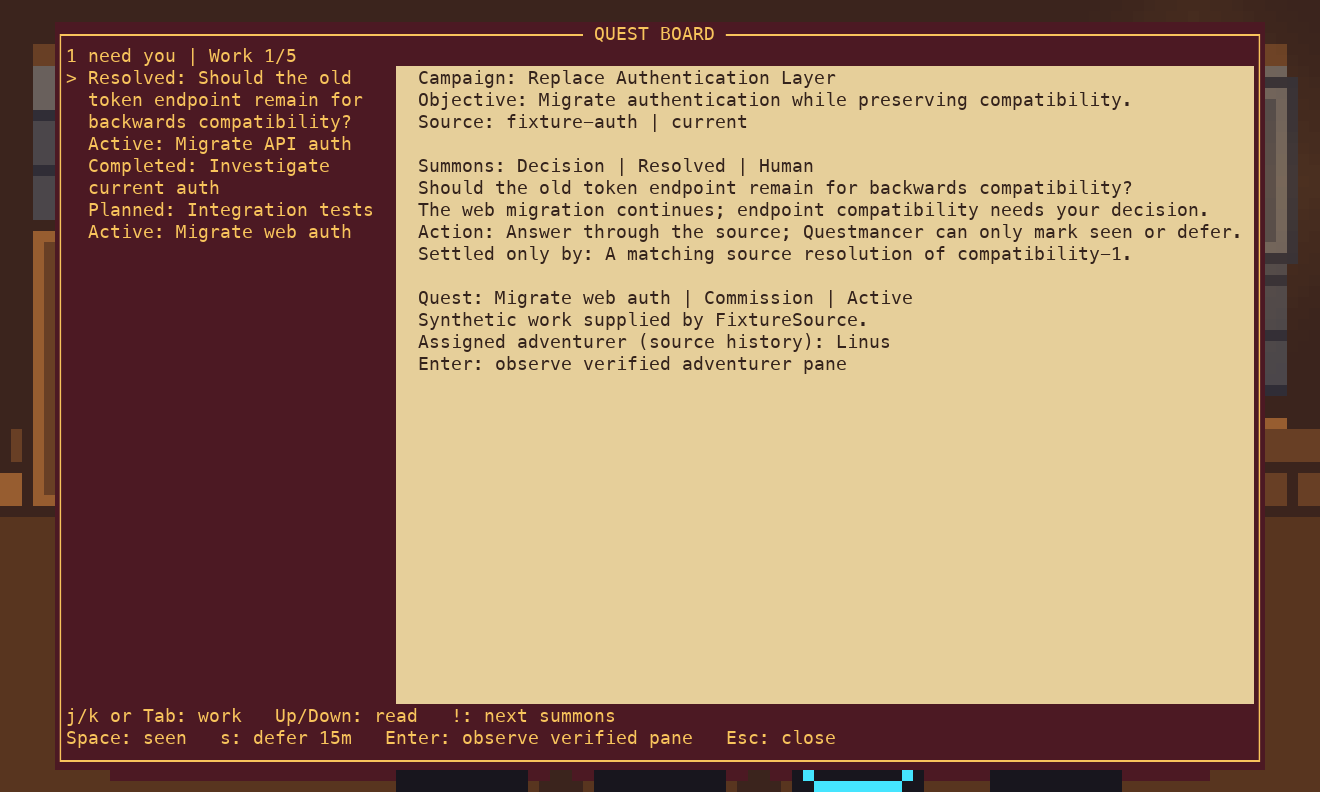 QUEST BOARD
1 need you | Work 1/5
> Resolved: Should the old
token endpoint remain for
backwards compatibility?
Active: Migrate API auth
Completed: Investigate
current auth
Planned: Integration tests
Active: Migrate web auth
Campaign: Replace Authentication Layer
Objective: Migrate authentication while preserving compatibility.
Source: fixture-auth | current
Summons: Decision | Resolved | Human
Should the old token endpoint remain for backwards compatibility?
The web migration continues; endpoint compatibility needs your decision.
Action: Answer through the source; Questmancer can only mark seen or defer.
Settled only by: A matching source resolution of compatibility-1.
Quest: Migrate web auth | Commission | Active
Synthetic work supplied by FixtureSource.
Assigned adventurer (source history): Linus
Enter: observe verified adventurer pane
j/k or Tab: work   Up/Down: read   !: next summons
Space: seen   s: defer 15m   Enter: observe verified pane   Esc: close